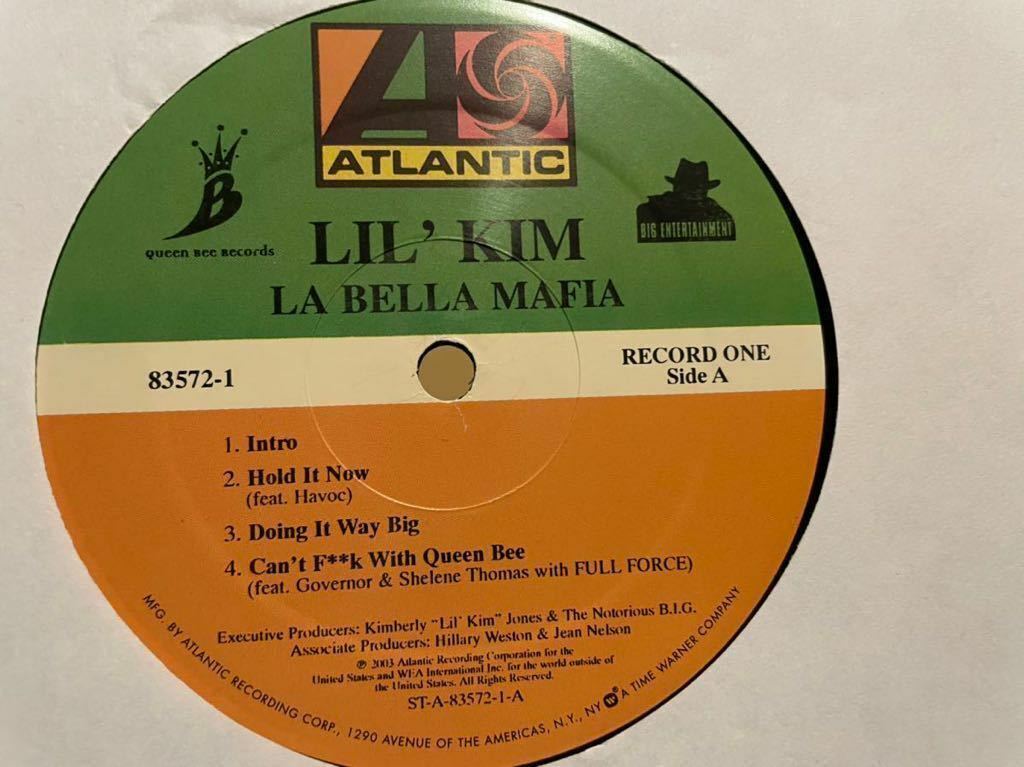 ATLANTIC
B
Queen Bee Records
BIG ENTERTAINMENT
LIL' KIM
LA BELLA MAFIA
83572-1
RECORD ONE
Side A
1. Intro
2. Hold It Now
(feat. Havoc)
3. Doing It Way Big
4. Can't F**k With Queen Bee
(feat. Governor & Shelene Thomas with FULL FORCE)
Executive Producers: Kimberly "Lil' Kim" Jones & The Notorious B.I.G.
Associate Producers: Hillary Weston & Jean Nelson
℗ 2003 Atlantic Recording Corporation for the
United States and WEA International Inc. for the world outside of
the United States. All Rights Reserved.
ST-A-83572-1-A
MFG. BY ATLANTIC RECORDING CORP., 1290 AVENUE OF THE AMERICAS, N.Y., NY A TIME WARNER COMPANY